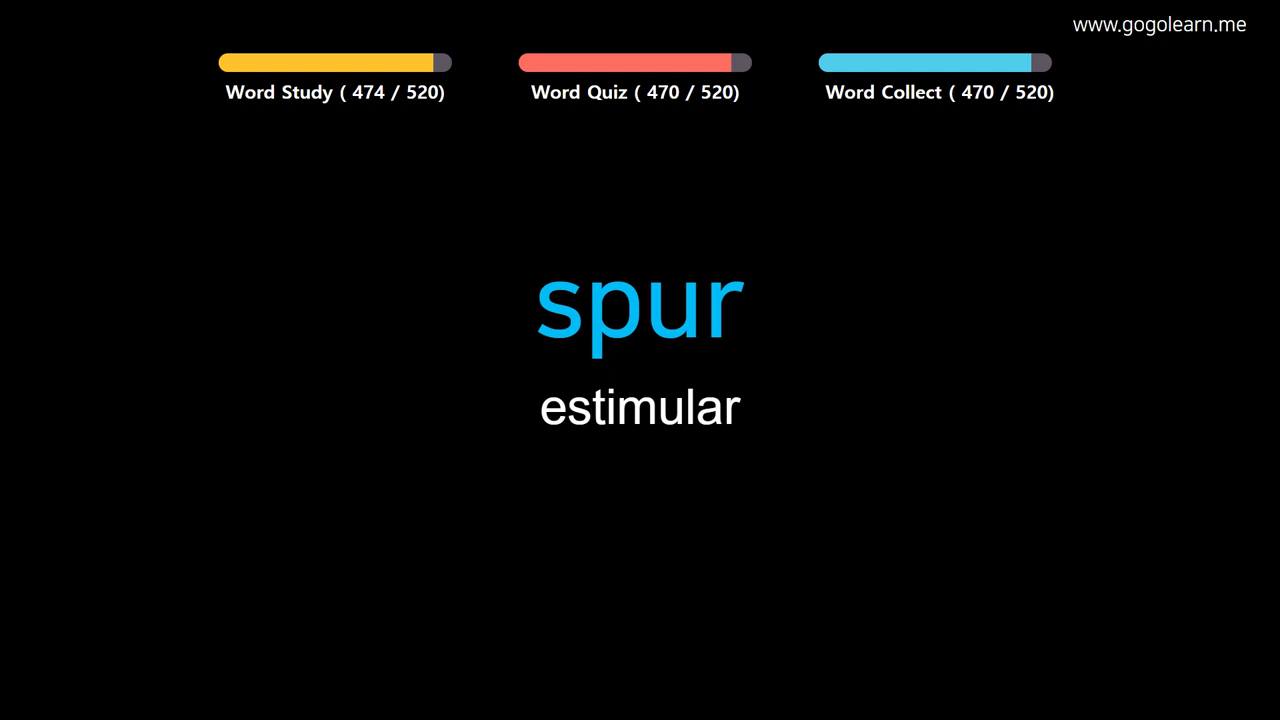 www.gogolearn.me
Word Study ( 474 / 520)
Word Quiz ( 470 / 520)
Word Collect ( 470 / 520)
spur
estimular